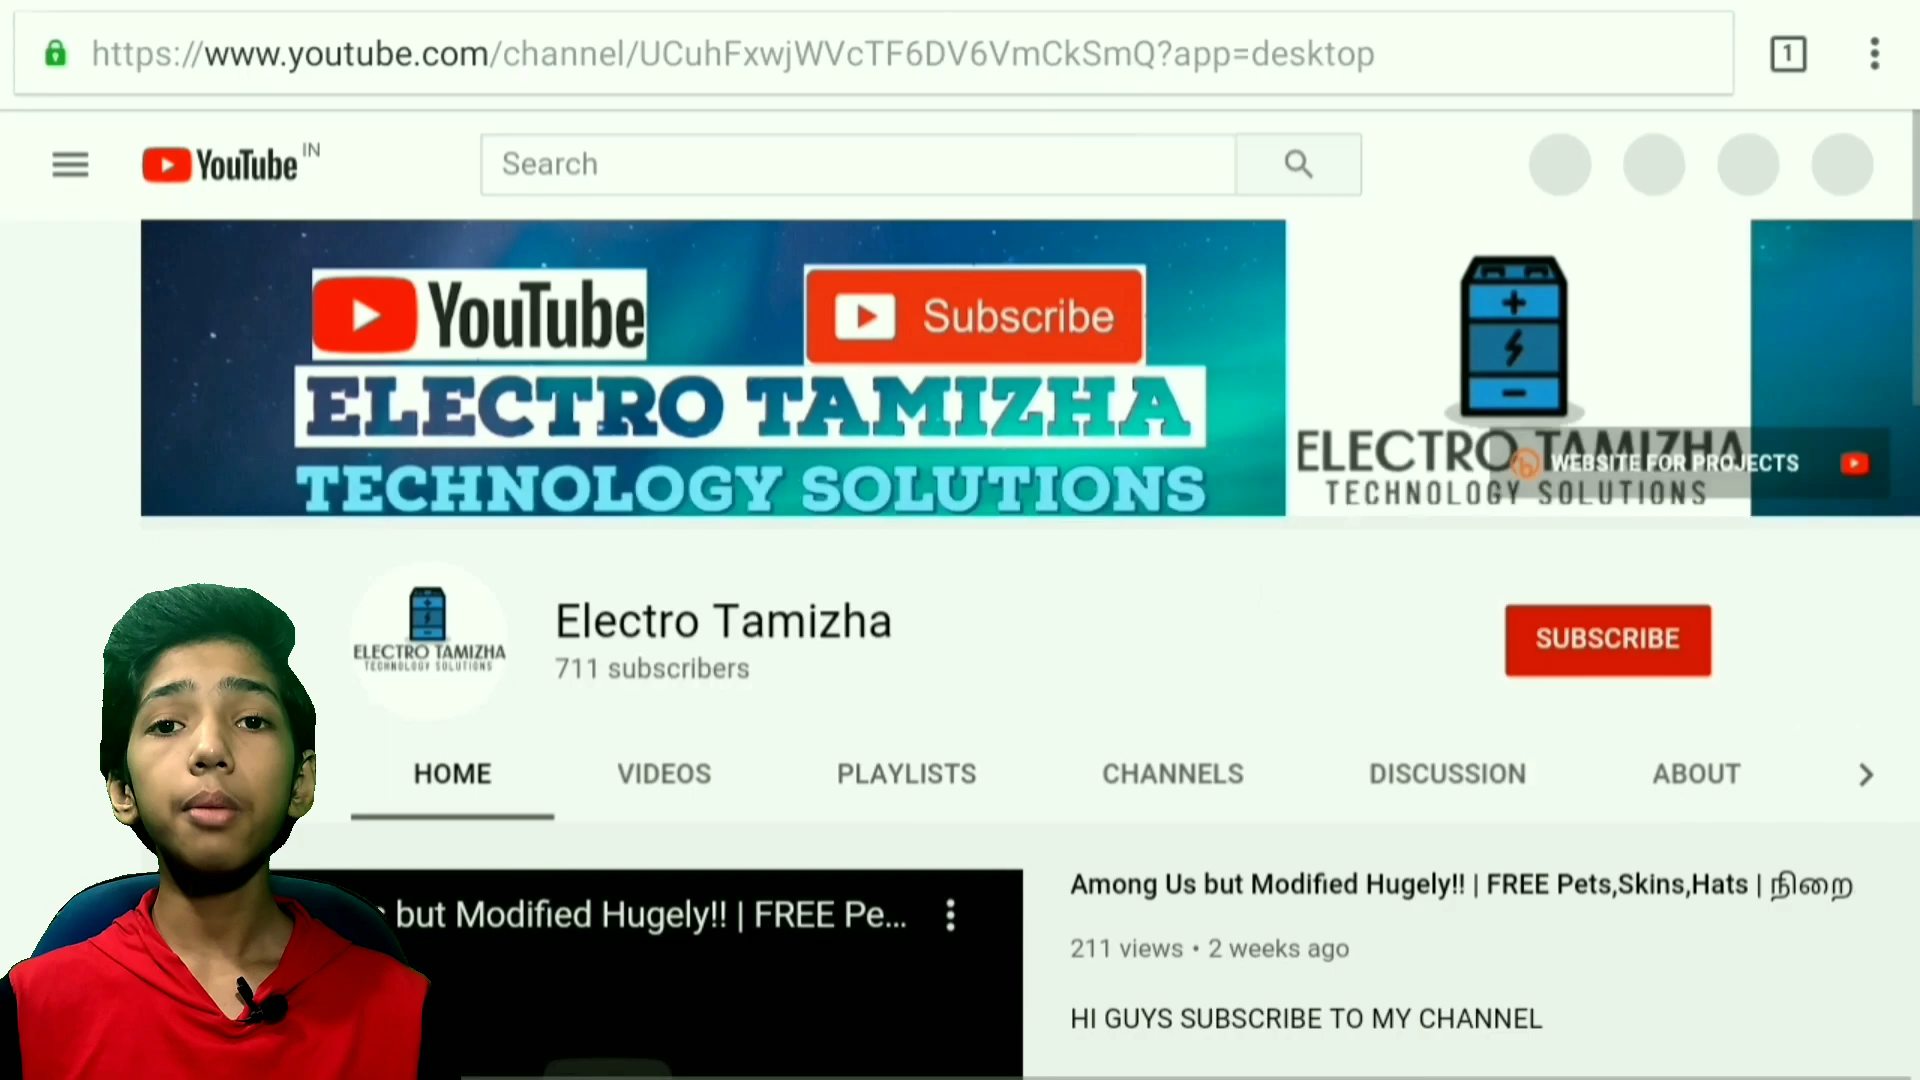 https://www.youtube.com/channel/UCuhFxwjWVcTF6DV6VmCkSmQ?app=desktop
1
YouTube IN
Search
YouTube
Subscribe
ELECTRO TAMIZHA
TECHNOLOGY SOLUTIONS
ELECTRO TAMIZHA
WEBSITE FOR PROJECTS
TECHNOLOGY SOLUTIONS
ELECTRO TAMIZHA
TECHNOLOGY SOLUTIONS
Electro Tamizha
711 subscribers
SUBSCRIBE
HOME VIDEOS PLAYLISTS CHANNELS DISCUSSION ABOUT
but Modified Hugely!! | FREE Pe...
Among Us but Modified Hugely!! | FREE Pets,Skins,Hats | நிறை
211 views • 2 weeks ago
HI GUYS SUBSCRIBE TO MY CHANNEL